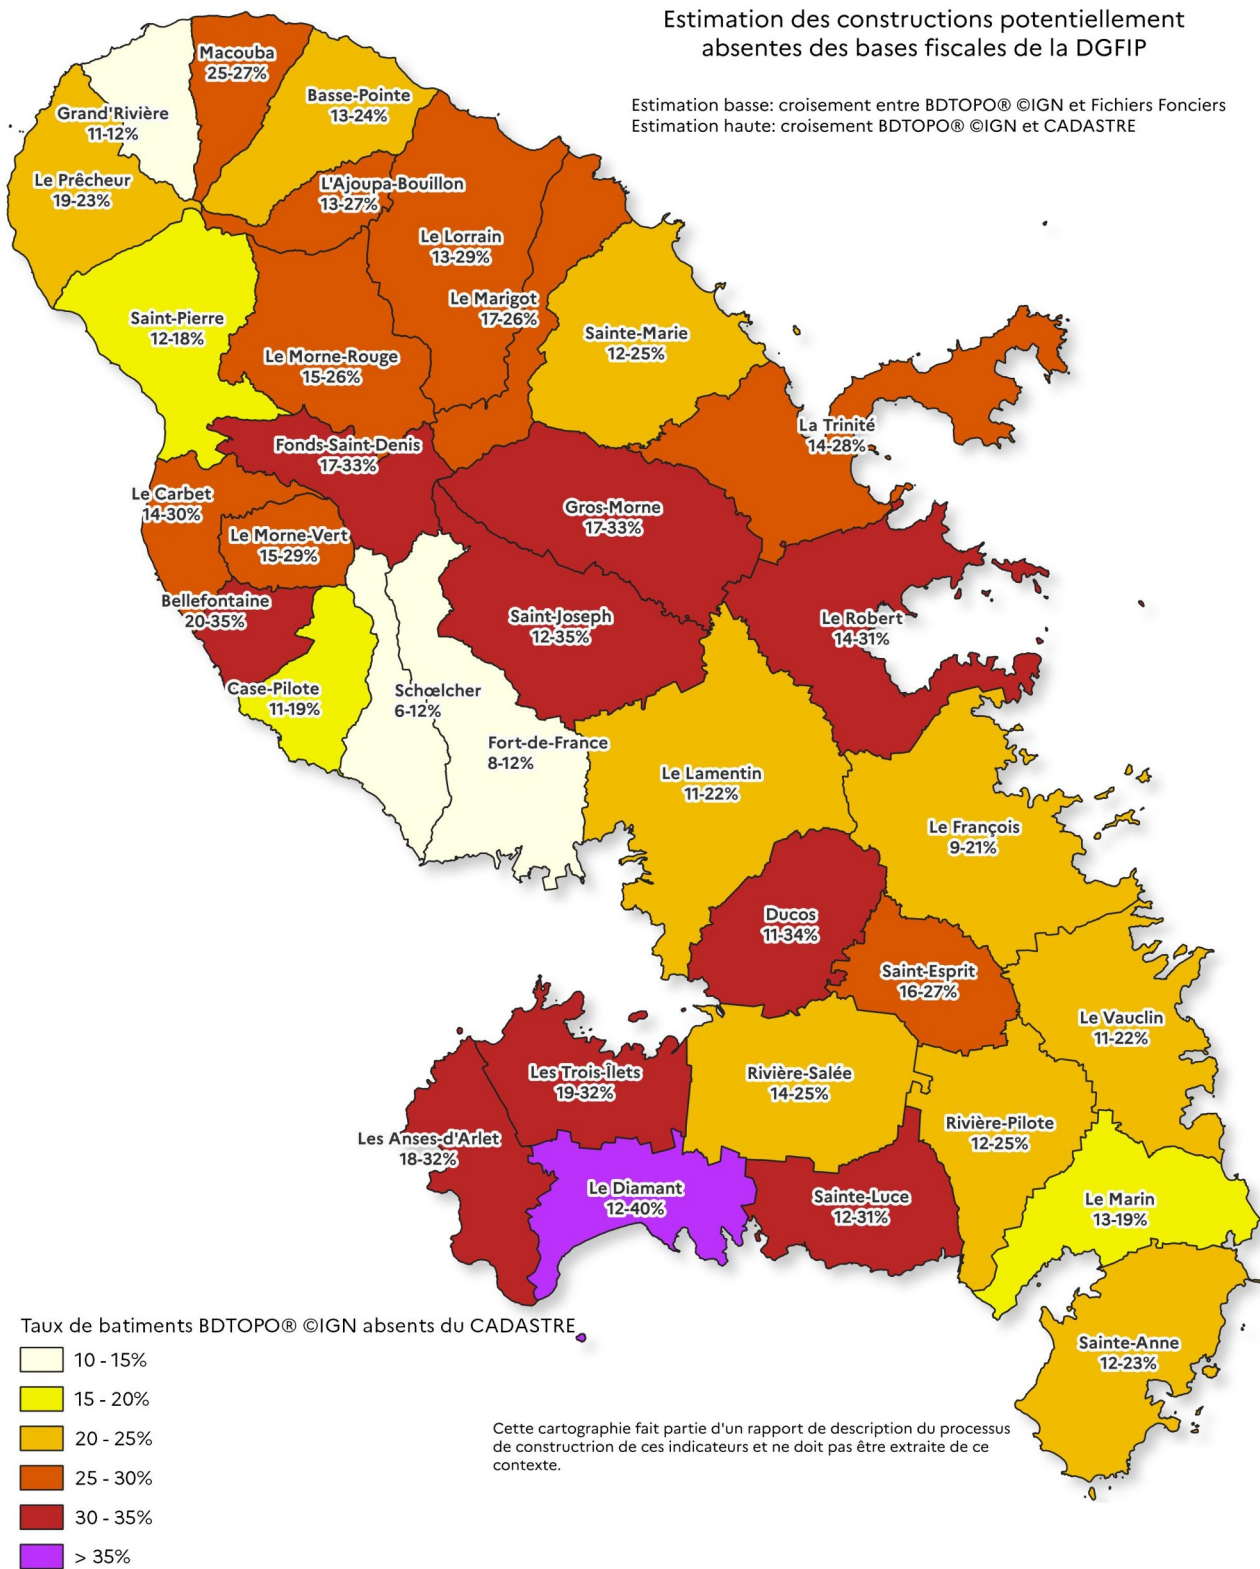 Estimation des constructions potentiellement
absentes des bases fiscales de la DGFIP
Estimation basse: croisement entre BDTOPO® ©IGN et Fichiers Fonciers
Estimation haute: croisement BDTOPO® ©IGN et CADASTRE
Macouba
25-27%
Basse-Pointe
13-24%
Grand'Rivière
11-12%
Le Prêcheur
19-23%
L'Ajoupa-Bouillon
13-27%
Le Lorrain
13-29%
Le Marigot
17-26%
Saint-Pierre
12-18%
Sainte-Marie
12-25%
Le Morne-Rouge
15-26%
La Trinité
14-28%
Fonds-Saint-Denis
17-33%
Le Carbet
14-30%
Gros-Morne
17-33%
Le Morne-Vert
15-29%
Bellefontaine
20-35%
Saint-Joseph
12-35%
Le Robert
14-31%
Case-Pilote
11-19%
Schœlcher
6-12%
Fort-de-France
8-12%
Le Lamentin
11-22%
Le François
9-21%
Ducos
11-34%
Saint-Esprit
16-27%
Le Vauclin
11-22%
Les Trois-Îlets
19-32%
Rivière-Salée
14-25%
Rivière-Pilote
12-25%
Les Anses-d'Arlet
18-32%
Le Diamant
12-40%
Sainte-Luce
12-31%
Le Marin
13-19%
Sainte-Anne
12-23%
Taux de batiments BDTOPO® ©IGN absents du CADASTRE
10 - 15%
15 - 20%
20 - 25%
25 - 30%
30 - 35%
> 35%
Cette cartographie fait partie d'un rapport de description du processus
de constructrion de ces indicateurs et ne doit pas être extraite de ce
contexte.